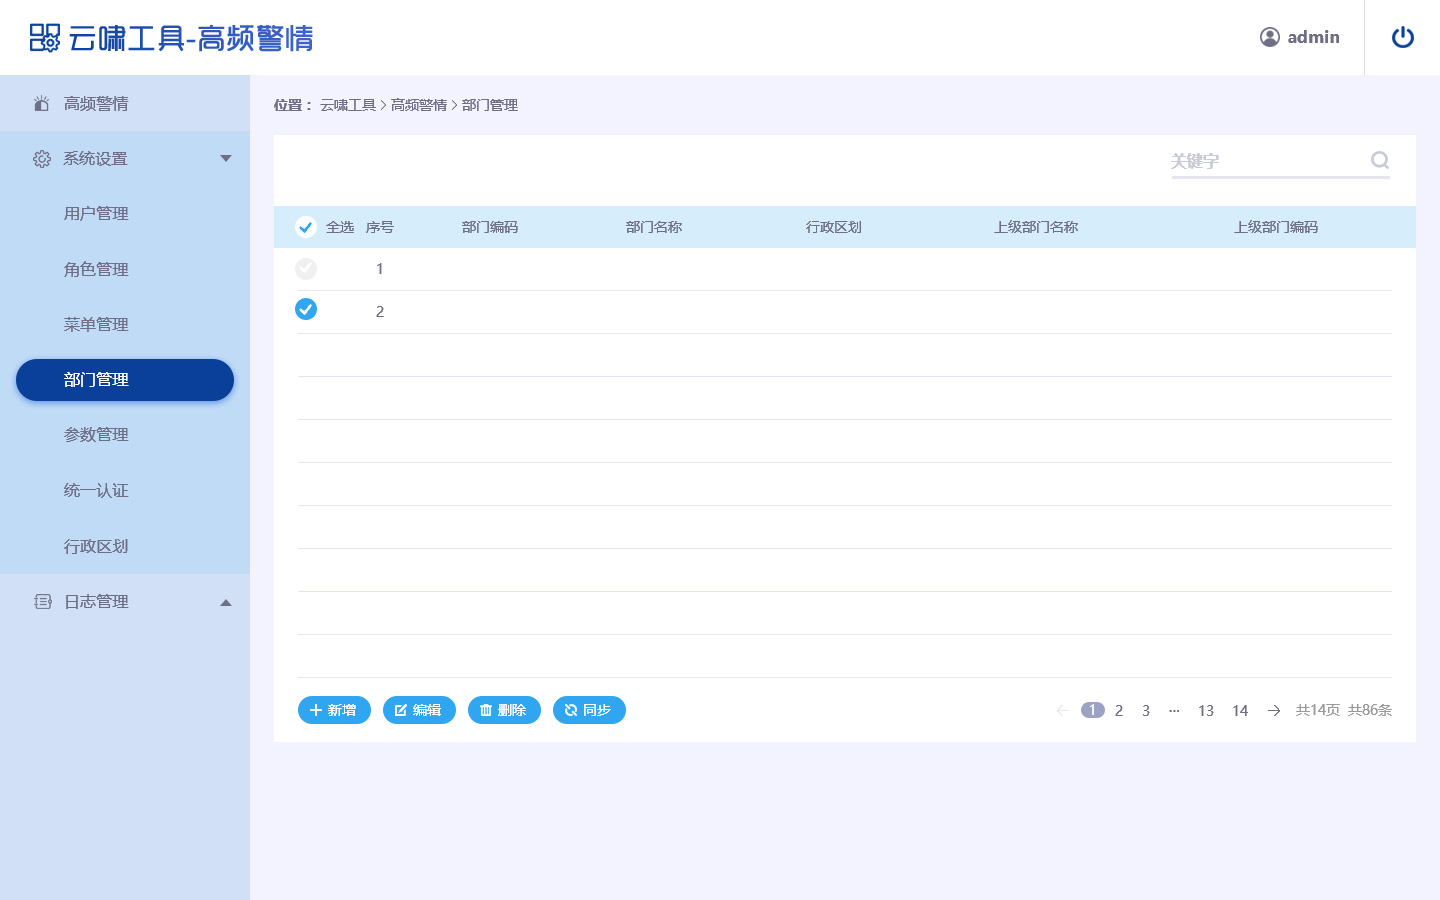 云啸工具-高频警情
admin
高频警情
系统设置
用户管理
角色管理
菜单管理
部门管理
参数管理
统一认证
行政区划
日志管理
位置： 云啸工具 > 高频警情 > 部门管理
关键字
全选 序号 部门编码 部门名称 行政区划 上级部门名称 上级部门编码
1
2
新增 编辑 删除 同步
1 2 3 ··· 13 14 共14页 共86条